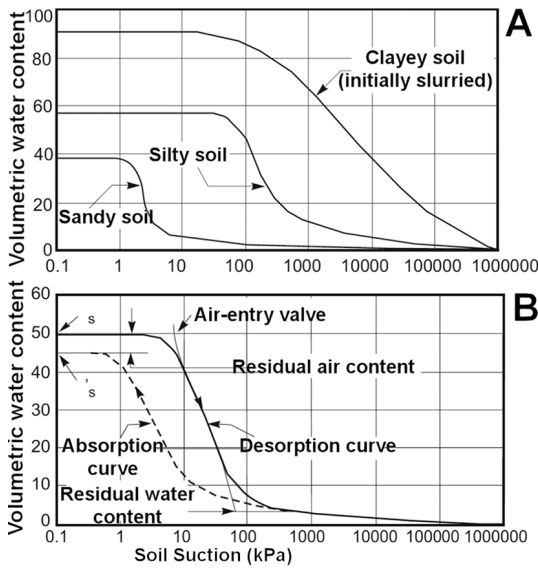 A
Volumetric water content
100
80
60
40
20
0
Clayey soil
(initially slurried)
Silty soil
Sandy soil
0.1 1 10 100 1000 10000 100000 1000000
B
Volumetric water content
60
50
40
30
20
10
0
s
's
Air-entry valve
Residual air content
Absorption
curve
Desorption curve
Residual water
content
0.1 1 10 100 1000 10000 100000 1000000
Soil Suction (kPa)